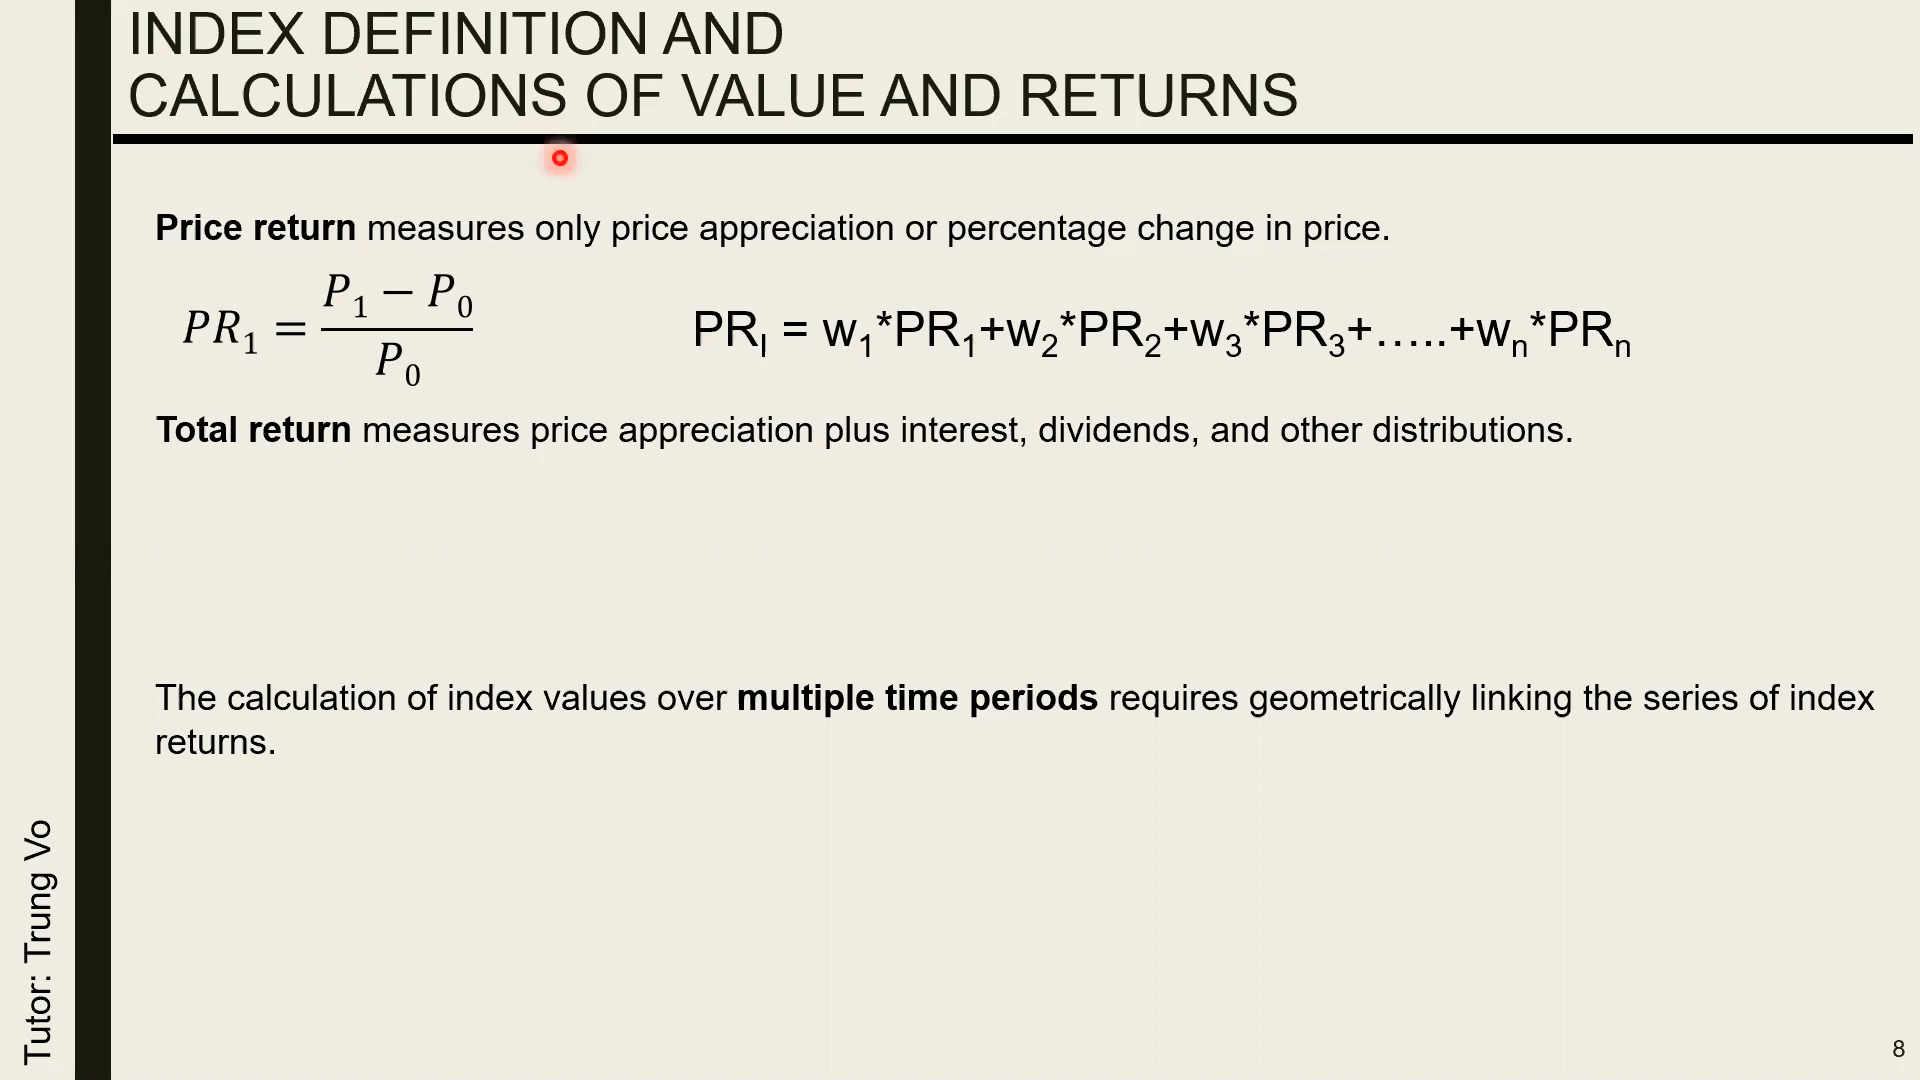 INDEX DEFINITION AND
CALCULATIONS OF VALUE AND RETURNS
Price return measures only price appreciation or percentage change in price.
𝑃𝑅₁ = (𝑃₁ − 𝑃₀) / 𝑃₀
PRI = w₁*PR₁+w₂*PR₂+w₃*PR₃+…..+wₙ*PRₙ
Total return measures price appreciation plus interest, dividends, and other distributions.
The calculation of index values over multiple time periods requires geometrically linking the series of index
returns.
Tutor: Trung Vo
8